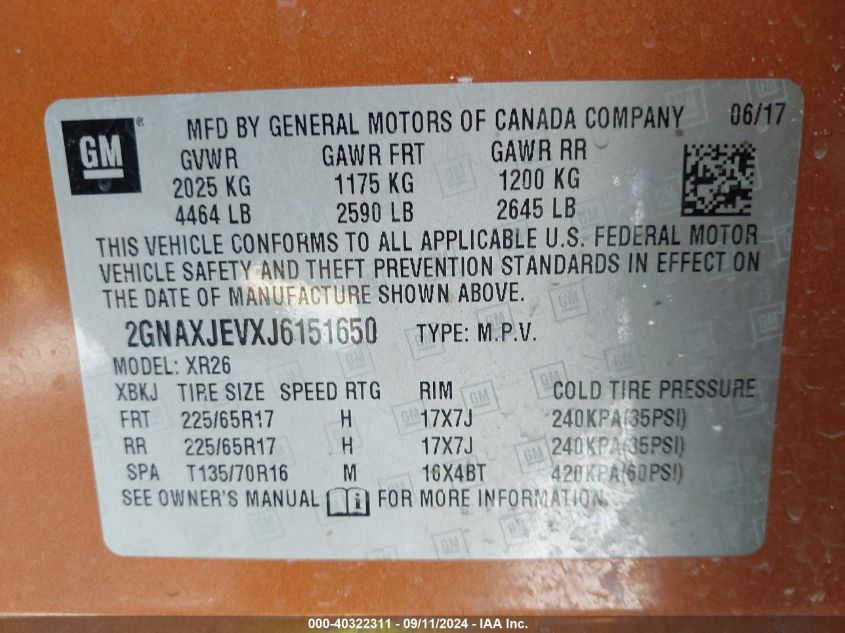 GM ® MFD BY GENERAL MOTORS OF CANADA COMPANY 06/17
GVWR GAWR FRT GAWR RR
2025 KG 1175 KG 1200 KG
4464 LB 2590 LB 2645 LB
THIS VEHICLE CONFORMS TO ALL APPLICABLE U.S. FEDERAL MOTOR
VEHICLE SAFETY AND THEFT PREVENTION STANDARDS IN EFFECT ON
THE DATE OF MANUFACTURE SHOWN ABOVE.
2GNAXJEVXJ6151650 TYPE: M.P.V.
MODEL: XR26
XBKJ TIRE SIZE SPEED RTG RIM COLD TIRE PRESSURE
FRT 225/65R17 H 17X7J 240KPA(35PSI)
RR 225/65R17 H 17X7J 240KPA(35PSI)
SPA T135/70R16 M 16X4BT 420KPA(60PSI)
SEE OWNER'S MANUAL i FOR MORE INFORMATION.
000-40322311 - 09/11/2024 - IAA Inc.